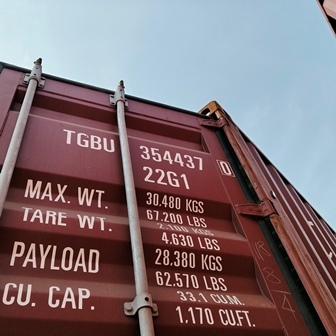 TGBU 354437 0
22G1
MAX. WT. 30.480 KGS
67.200 LBS
TARE WT. 2.100 KGS
4.630 LBS
PAYLOAD 28.380 KGS
62.570 LBS
CU. CAP. 33.1 CU.M.
1.170 CU.FT.